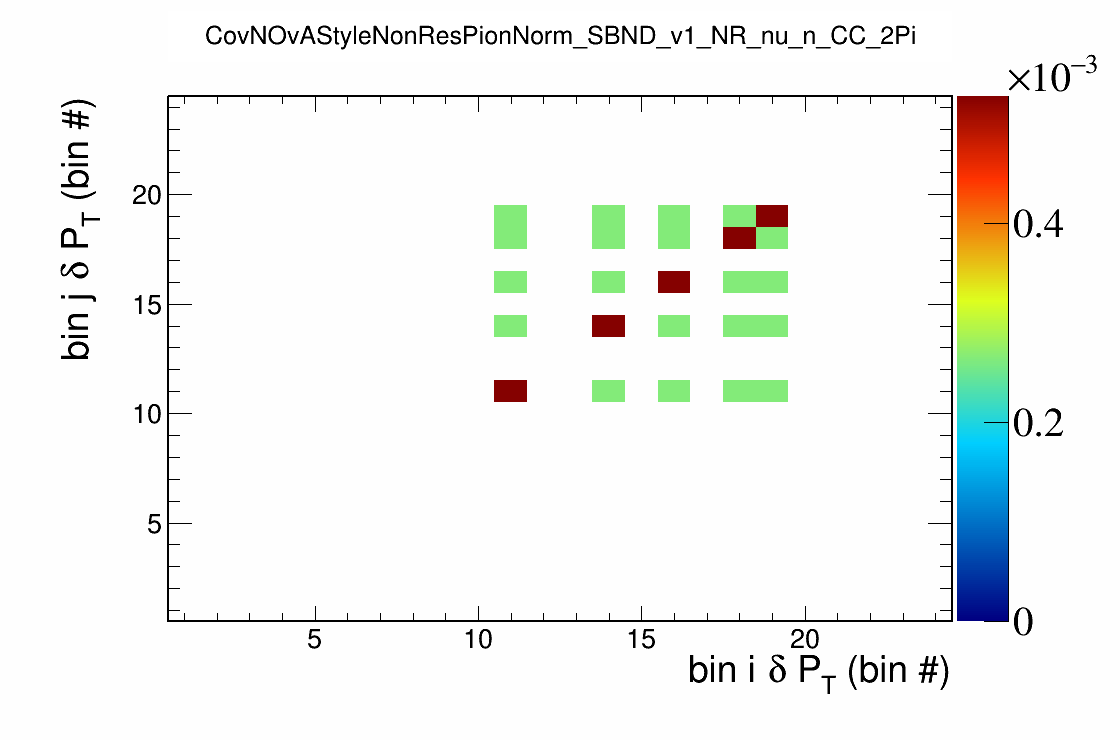 CovNOvAStyleNonResPionNorm_SBND_v1_NR_nu_n_CC_2Pi
×10⁻³
bin j δ P_T (bin #)
20
15
10
5
0.4
0.2
0
5 10 15 20
bin i δ P_T (bin #)